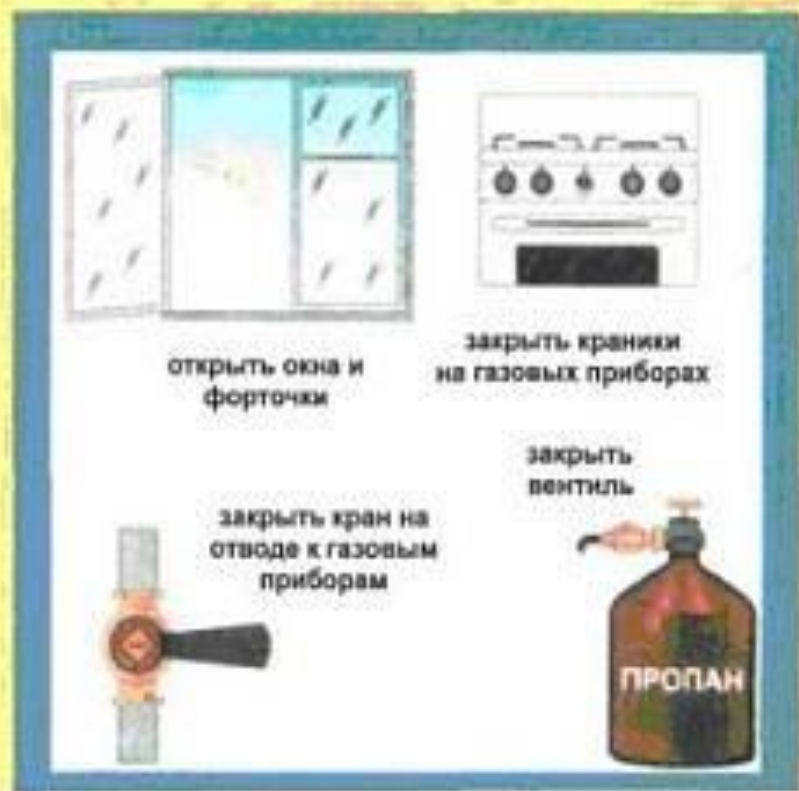 открыть окна и
форточки
закрыть краники
на газовых приборах
закрыть
вентиль
закрыть кран на
отводе к газовым
приборам
ПРОПАН